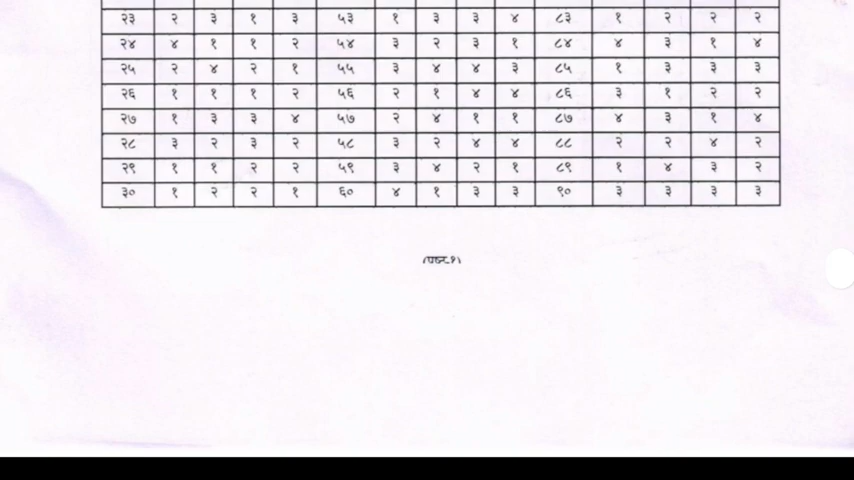 २३ २ ३ १ ३ ५३ १ ३ ३ ४ ८३ १ २ २ २
२४ ४ १ १ २ ५४ ३ २ ३ १ ८४ ४ ३ १ ४
२५ २ ४ २ १ ५५ ३ ४ ४ ३ ८५ १ ३ ३ ३
२६ १ १ १ २ ५६ २ १ ४ ४ ८६ ३ १ २ २
२७ १ ३ ३ ४ ५७ २ ४ १ १ ८७ ४ ३ १ ४
२८ ३ २ ३ २ ५८ ३ २ ४ ४ ८८ २ २ ४ २
२९ १ १ २ २ ५९ ३ ४ २ १ ८९ १ ४ ३ २
३० १ २ २ १ ६० ४ १ ३ ३ ९० ३ ३ ३ ३